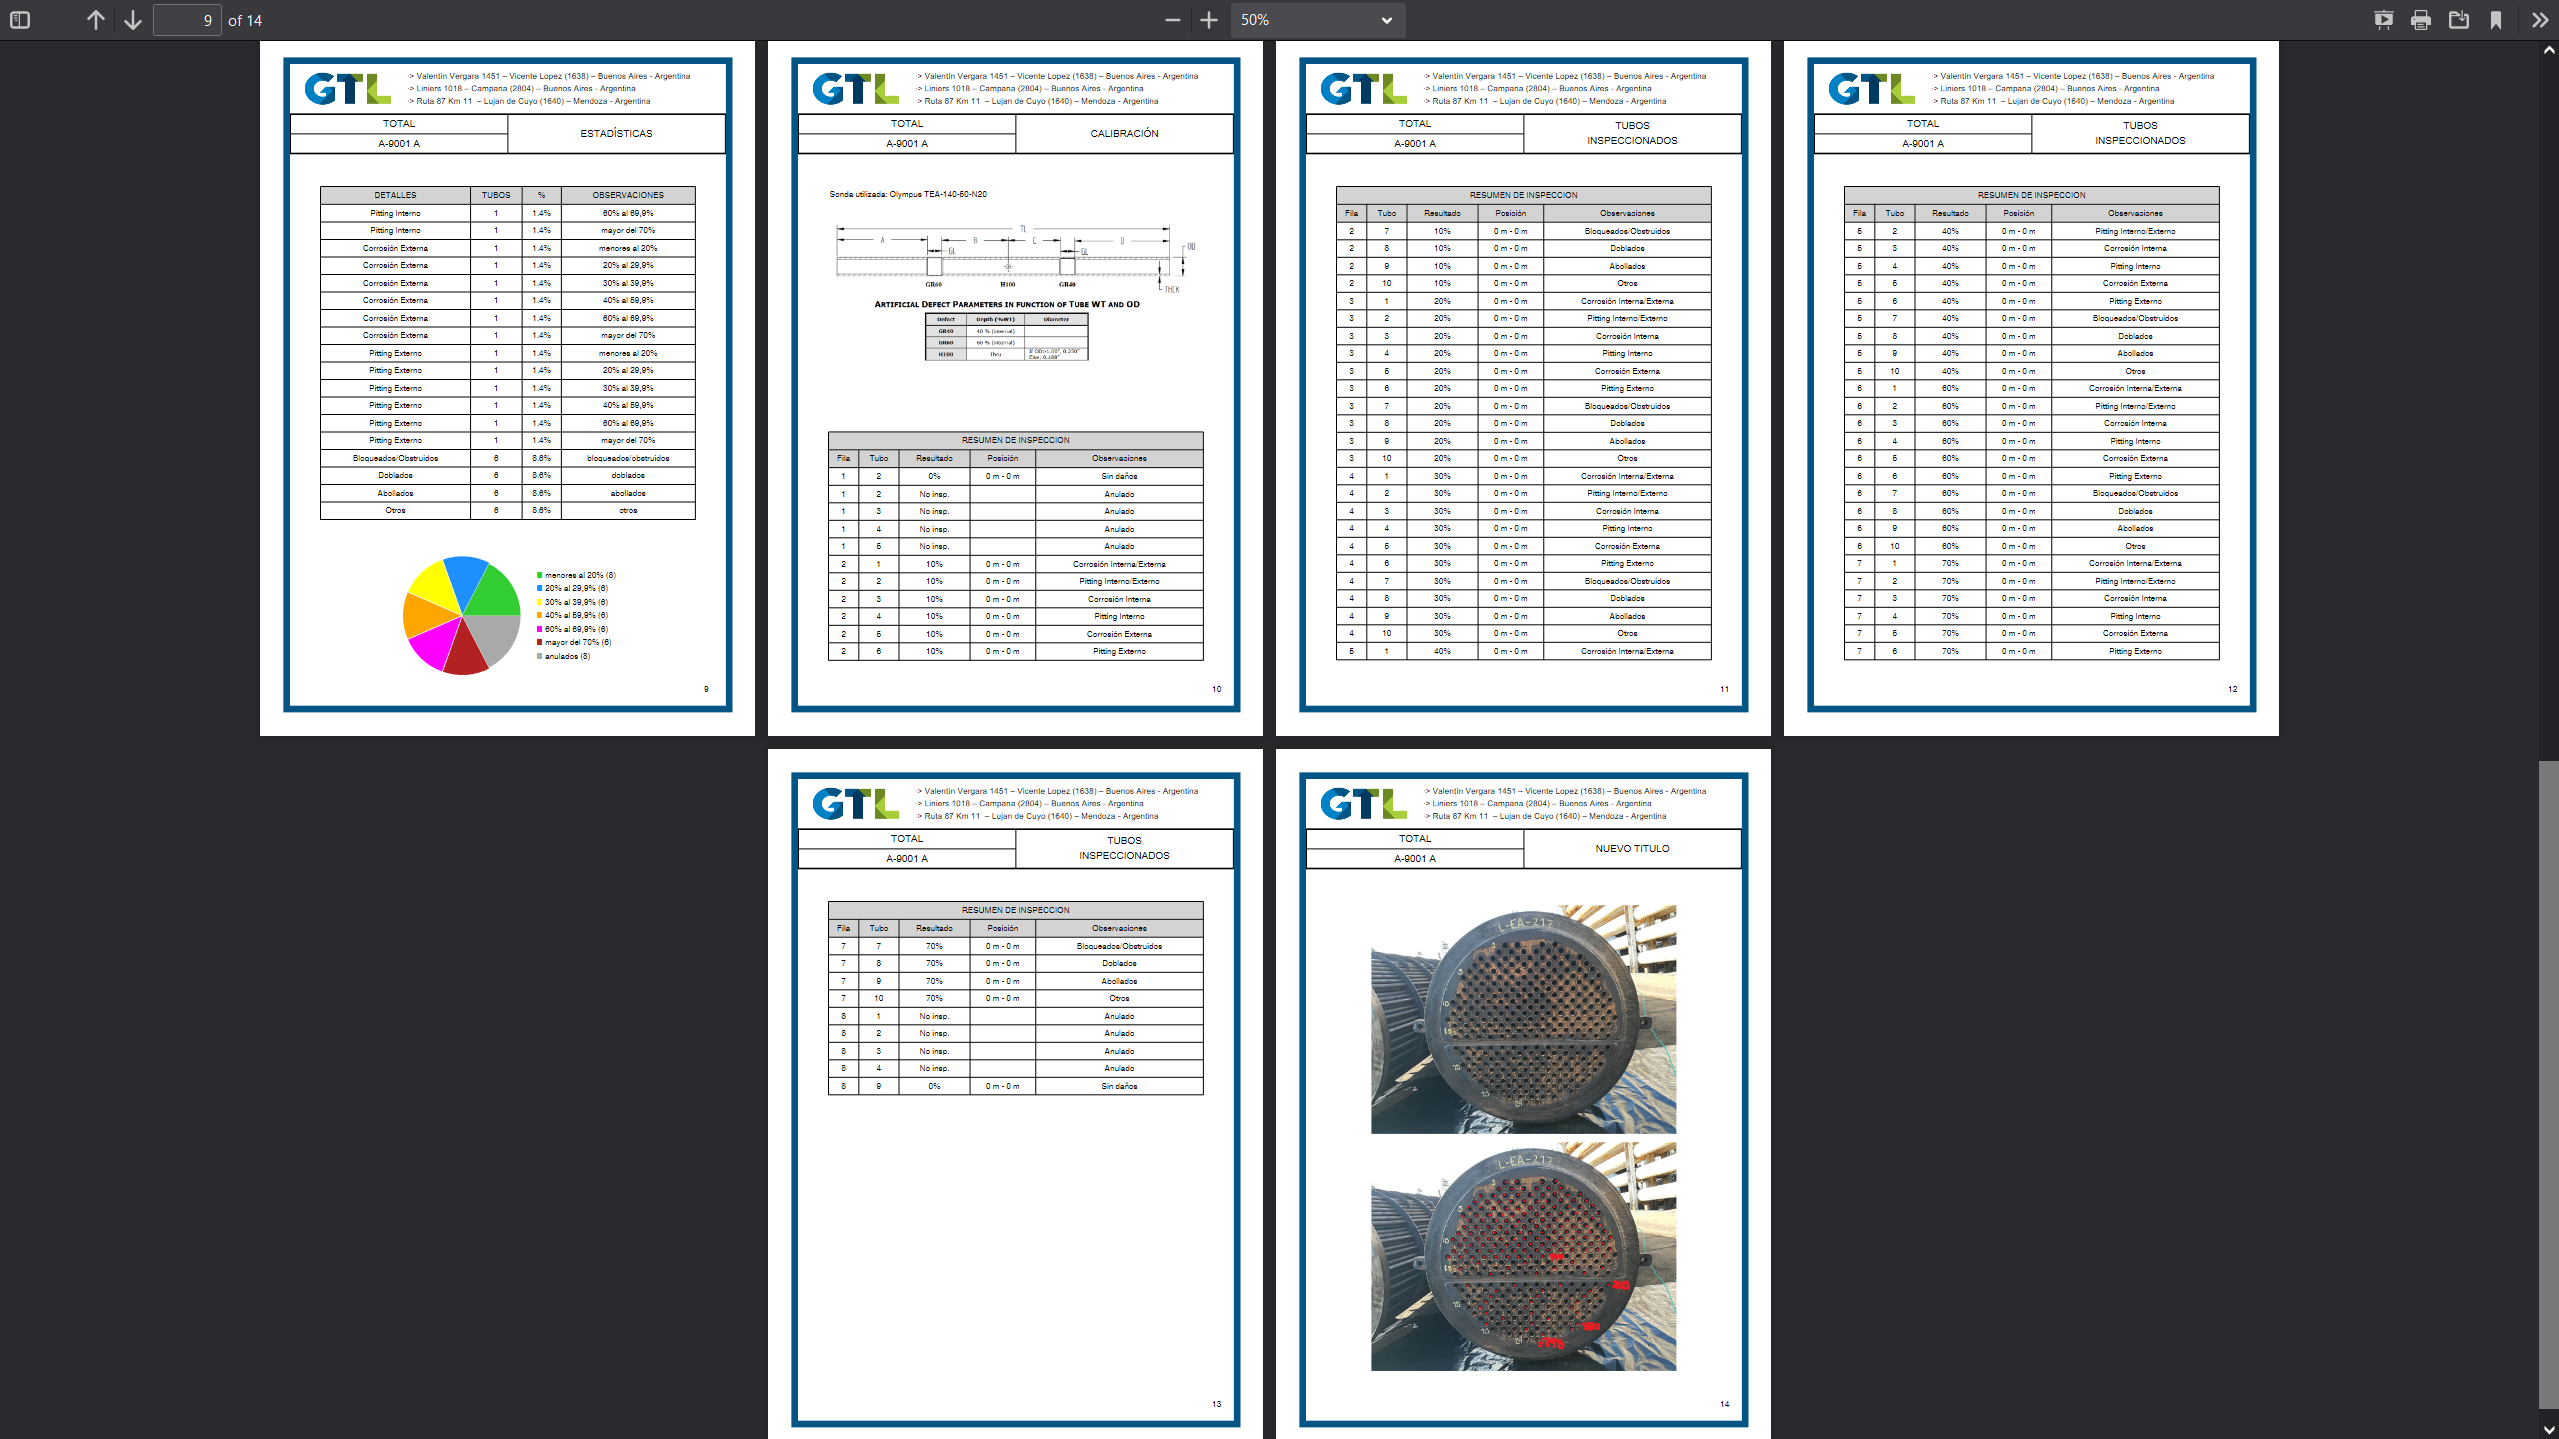 9 of 14 50%
GTL
> Valentín Vergara 1451 – Vicente Lopez (1638) – Buenos Aires - Argentina
> Liniers 1018 – Campana (2804) – Buenos Aires - Argentina
> Ruta 87 Km 11 – Lujan de Cuyo (1640) – Mendoza - Argentina
TOTAL
A-9001 A
ESTADÍSTICAS
DETALLES TUBOS % OBSERVACIONES
Pitting Interno 1 1.4% 60% al 69,9%
Pitting Interno 1 1.4% mayor del 70%
Corrosión Externa 1 1.4% menores al 20%
Corrosión Externa 1 1.4% 20% al 29,9%
Corrosión Externa 1 1.4% 30% al 39,9%
Corrosión Externa 1 1.4% 40% al 59,9%
Corrosión Externa 1 1.4% 60% al 69,9%
Corrosión Externa 1 1.4% mayor del 70%
Pitting Externo 1 1.4% menores al 20%
Pitting Externo 1 1.4% 20% al 29,9%
Pitting Externo 1 1.4% 30% al 39,9%
Pitting Externo 1 1.4% 40% al 59,9%
Pitting Externo 1 1.4% 60% al 69,9%
Pitting Externo 1 1.4% mayor del 70%
Bloqueados/Obstruidos 6 8.6% bloqueados/obstruidos
Doblados 6 8.6% doblados
Abollados 6 8.6% abollados
Otros 6 8.6% otros
menores al 20% (8)
20% al 29,9% (6)
30% al 39,9% (6)
40% al 59,9% (6)
60% al 69,9% (6)
mayor del 70% (6)
anulados (8)
9
GTL
> Valentín Vergara 1451 – Vicente Lopez (1638) – Buenos Aires - Argentina
> Liniers 1018 – Campana (2804) – Buenos Aires - Argentina
> Ruta 87 Km 11 – Lujan de Cuyo (1640) – Mendoza - Argentina
TOTAL
A-9001 A
CALIBRACIÓN
Sonda utilizada: Olympus TEA-140-50-N20
TL
A B C D OD
GL GL
GR60 H100 GR40 THCK
ARTIFICIAL DEFECT PARAMETERS IN FUNCTION OF TUBE WT AND OD
Defect Depth (%WT) Diameter
GR40 40 % (internal)
GR60 60 % (internal)
H100 Thru If OD>1.00", 0.250"
Else: 0.188"
RESUMEN DE INSPECCION
Fila Tubo Resultado Posición Observaciones
1 2 0% 0 m - 0 m Sin daños
1 2 No insp. Anulado
1 3 No insp. Anulado
1 4 No insp. Anulado
1 5 No insp. Anulado
2 1 10% 0 m - 0 m Corrosión Interna/Externa
2 2 10% 0 m - 0 m Pitting Interno/Externo
2 3 10% 0 m - 0 m Corrosión Interna
2 4 10% 0 m - 0 m Pitting Interno
2 5 10% 0 m - 0 m Corrosión Externa
2 6 10% 0 m - 0 m Pitting Externo
10
GTL
> Valentín Vergara 1451 – Vicente Lopez (1638) – Buenos Aires - Argentina
> Liniers 1018 – Campana (2804) – Buenos Aires - Argentina
> Ruta 87 Km 11 – Lujan de Cuyo (1640) – Mendoza - Argentina
TOTAL
A-9001 A
TUBOS
INSPECCIONADOS
RESUMEN DE INSPECCION
Fila Tubo Resultado Posición Observaciones
2 7 10% 0 m - 0 m Bloqueados/Obstruidos
2 8 10% 0 m - 0 m Doblados
2 9 10% 0 m - 0 m Abollados
2 10 10% 0 m - 0 m Otros
3 1 20% 0 m - 0 m Corrosión Interna/Externa
3 2 20% 0 m - 0 m Pitting Interno/Externo
3 3 20% 0 m - 0 m Corrosión Interna
3 4 20% 0 m - 0 m Pitting Interno
3 5 20% 0 m - 0 m Corrosión Externa
3 6 20% 0 m - 0 m Pitting Externo
3 7 20% 0 m - 0 m Bloqueados/Obstruidos
3 8 20% 0 m - 0 m Doblados
3 9 20% 0 m - 0 m Abollados
3 10 20% 0 m - 0 m Otros
4 1 30% 0 m - 0 m Corrosión Interna/Externa
4 2 30% 0 m - 0 m Pitting Interno/Externo
4 3 30% 0 m - 0 m Corrosión Interna
4 4 30% 0 m - 0 m Pitting Interno
4 5 30% 0 m - 0 m Corrosión Externa
4 6 30% 0 m - 0 m Pitting Externo
4 7 30% 0 m - 0 m Bloqueados/Obstruidos
4 8 30% 0 m - 0 m Doblados
4 9 30% 0 m - 0 m Abollados
4 10 30% 0 m - 0 m Otros
5 1 40% 0 m - 0 m Corrosión Interna/Externa
11
GTL
> Valentín Vergara 1451 – Vicente Lopez (1638) – Buenos Aires - Argentina
> Liniers 1018 – Campana (2804) – Buenos Aires - Argentina
> Ruta 87 Km 11 – Lujan de Cuyo (1640) – Mendoza - Argentina
TOTAL
A-9001 A
TUBOS
INSPECCIONADOS
RESUMEN DE INSPECCION
Fila Tubo Resultado Posición Observaciones
5 2 40% 0 m - 0 m Pitting Interno/Externo
5 3 40% 0 m - 0 m Corrosión Interna
5 4 40% 0 m - 0 m Pitting Interno
5 5 40% 0 m - 0 m Corrosión Externa
5 6 40% 0 m - 0 m Pitting Externo
5 7 40% 0 m - 0 m Bloqueados/Obstruidos
5 8 40% 0 m - 0 m Doblados
5 9 40% 0 m - 0 m Abollados
5 10 40% 0 m - 0 m Otros
6 1 60% 0 m - 0 m Corrosión Interna/Externa
6 2 60% 0 m - 0 m Pitting Interno/Externo
6 3 60% 0 m - 0 m Corrosión Interna
6 4 60% 0 m - 0 m Pitting Interno
6 5 60% 0 m - 0 m Corrosión Externa
6 6 60% 0 m - 0 m Pitting Externo
6 7 60% 0 m - 0 m Bloqueados/Obstruidos
6 8 60% 0 m - 0 m Doblados
6 9 60% 0 m - 0 m Abollados
6 10 60% 0 m - 0 m Otros
7 1 70% 0 m - 0 m Corrosión Interna/Externa
7 2 70% 0 m - 0 m Pitting Interno/Externo
7 3 70% 0 m - 0 m Corrosión Interna
7 4 70% 0 m - 0 m Pitting Interno
7 5 70% 0 m - 0 m Corrosión Externa
7 6 70% 0 m - 0 m Pitting Externo
12
GTL
> Valentín Vergara 1451 – Vicente Lopez (1638) – Buenos Aires - Argentina
> Liniers 1018 – Campana (2804) – Buenos Aires - Argentina
> Ruta 87 Km 11 – Lujan de Cuyo (1640) – Mendoza - Argentina
TOTAL
A-9001 A
TUBOS
INSPECCIONADOS
RESUMEN DE INSPECCION
Fila Tubo Resultado Posición Observaciones
7 7 70% 0 m - 0 m Bloqueados/Obstruidos
7 8 70% 0 m - 0 m Doblados
7 9 70% 0 m - 0 m Abollados
7 10 70% 0 m - 0 m Otros
8 1 No insp. Anulado
8 2 No insp. Anulado
8 3 No insp. Anulado
8 4 No insp. Anulado
8 9 0% 0 m - 0 m Sin daños
13
GTL
> Valentín Vergara 1451 – Vicente Lopez (1638) – Buenos Aires - Argentina
> Liniers 1018 – Campana (2804) – Buenos Aires - Argentina
> Ruta 87 Km 11 – Lujan de Cuyo (1640) – Mendoza - Argentina
TOTAL
A-9001 A
NUEVO TITULO
L-EA-217
L-EA-217
14